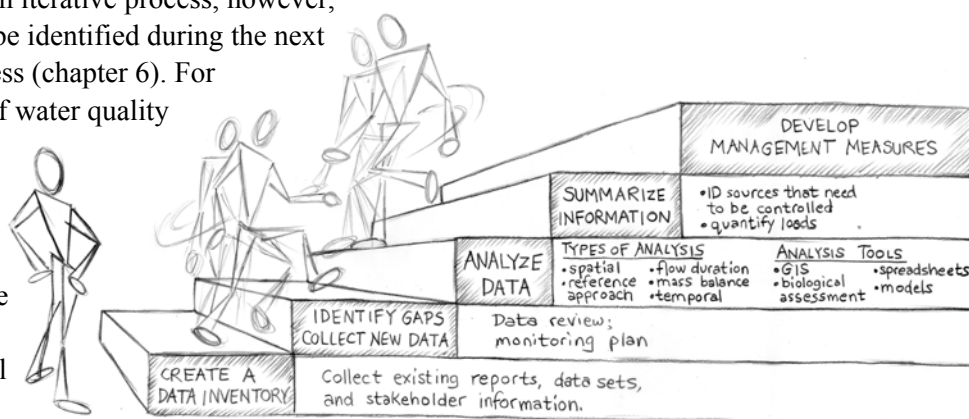 iterative process, however,
be identified during the next
ess (chapter 6). For
f water quality
e
l
DEVELOP
MANAGEMENT MEASURES
SUMMARIZE
INFORMATION
•ID sources that need
to be controlled
•quantify loads
ANALYZE
DATA
TYPES OF ANALYSIS
•spatial •flow duration
•reference •mass balance
approach •temporal
ANALYSIS TOOLS
•GIS •spreadsheets
•biological •models
assessment
IDENTIFY GAPS
COLLECT NEW DATA
Data review;
monitoring plan
CREATE A
DATA INVENTORY
Collect existing reports, data sets,
and stakeholder information.